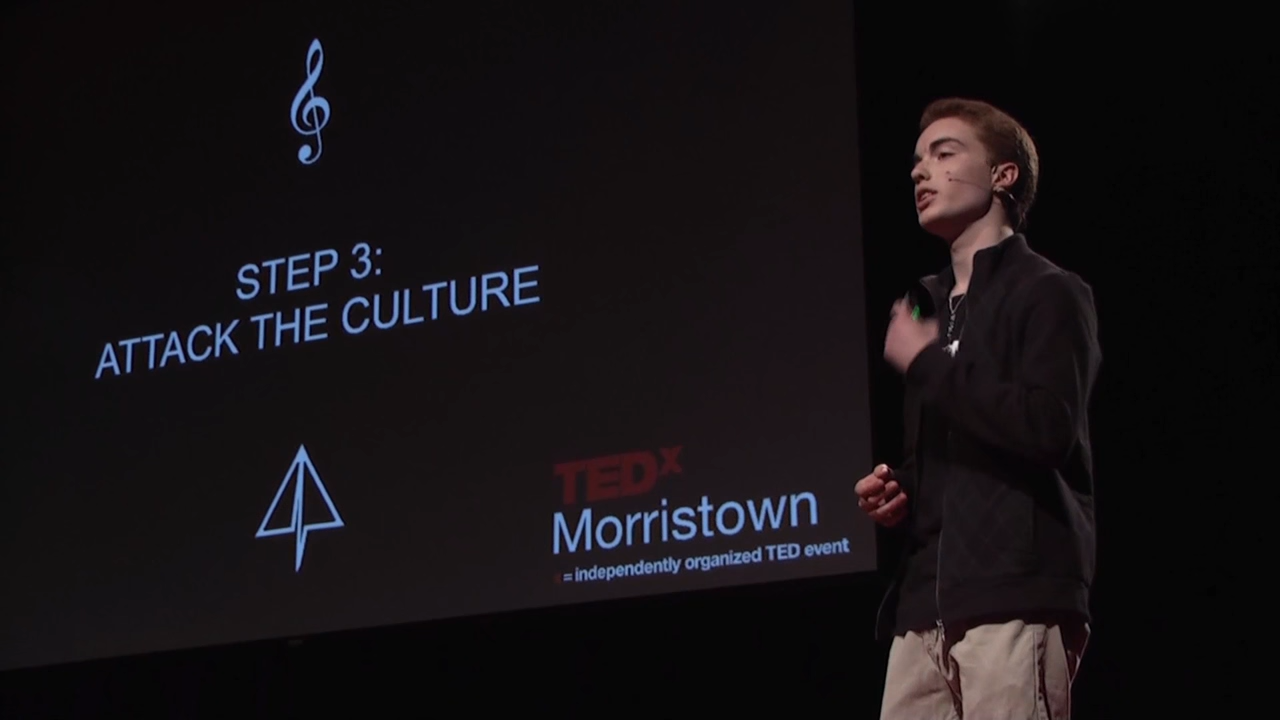 STEP 3:
ATTACK THE CULTURE
TEDx
Morristown
x = independently organized TED event